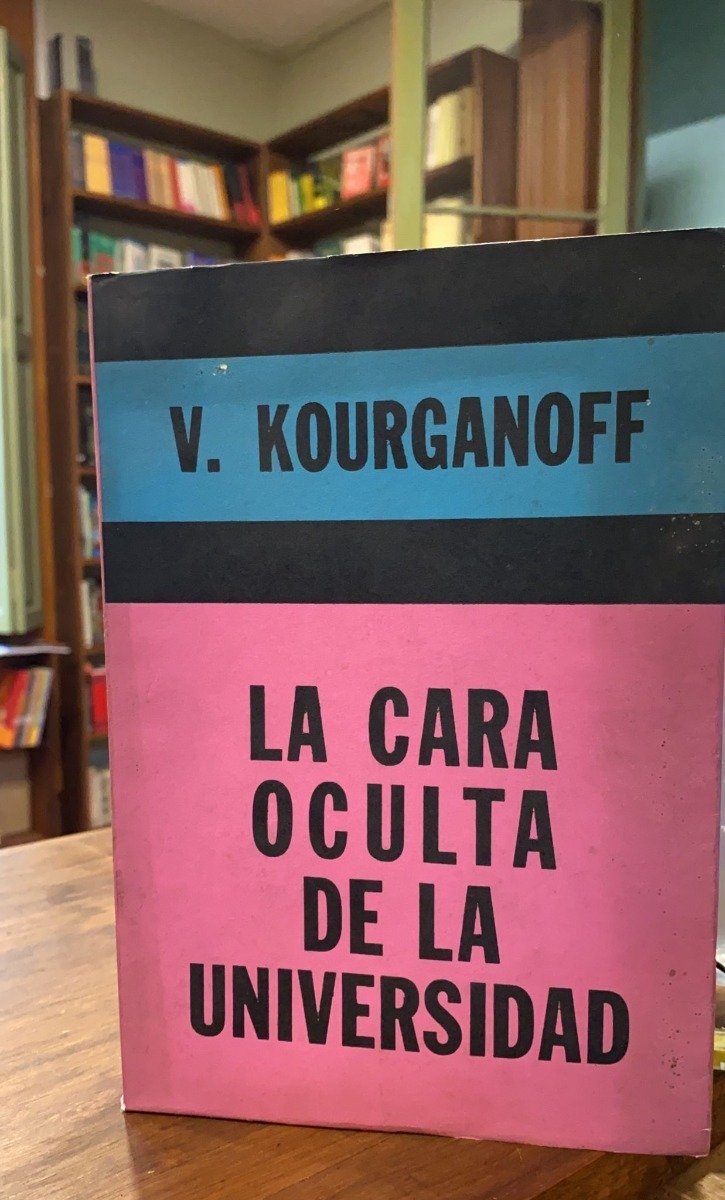 V. KOURGANOFF
LA CARA
OCULTA
DE LA
UNIVERSIDAD